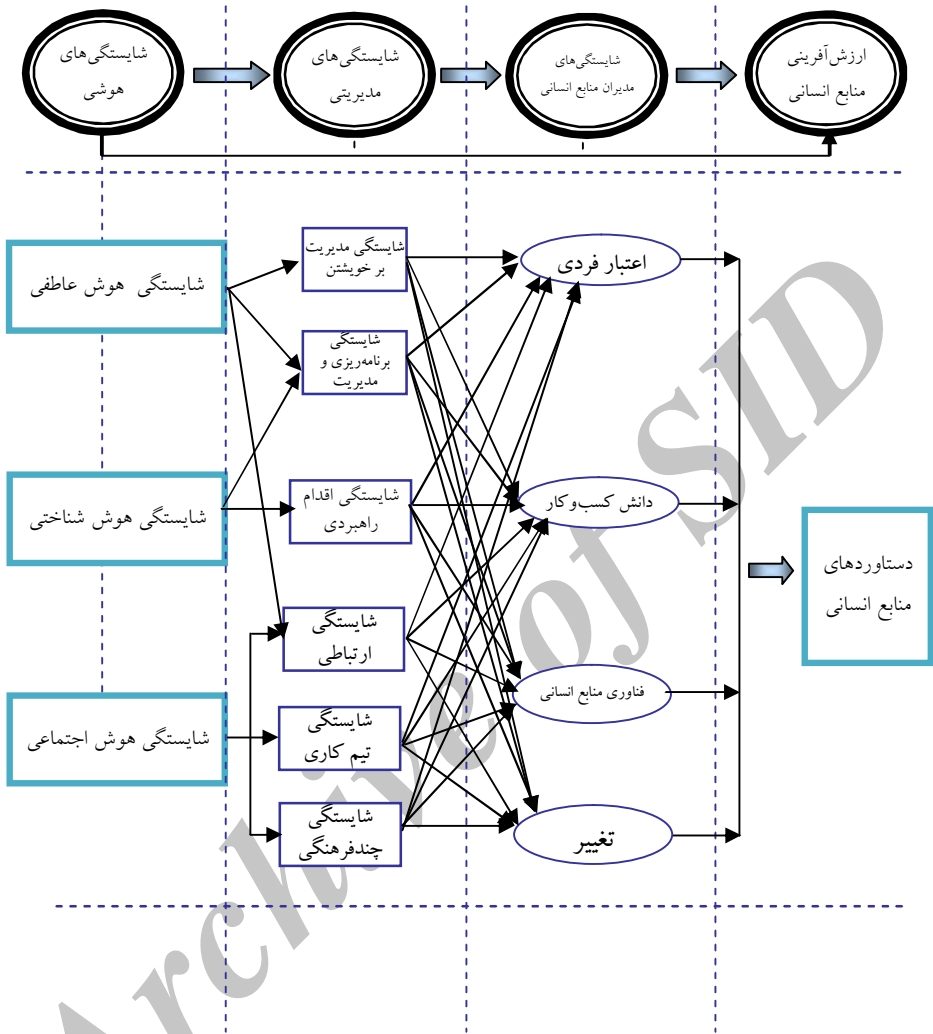 شایستگی‌های
هوشی
شایستگی‌های
مدیریتی
شایستگی‌های
مدیران منابع انسانی
ارزش‌آفرینی
منابع انسانی
شایستگی هوش عاطفی
شایستگی هوش شناختی
شایستگی هوش اجتماعی
شایستگی مدیریت
بر خویشتن
شایستگی
برنامه‌ریزی و
مدیریت
شایستگی اقدام
راهبردی
شایستگی
ارتباطی
شایستگی
تیم کاری
شایستگی
چندفرهنگی
اعتبار فردی
دانش کسب‌وکار
فناوری منابع انسانی
تغییر
دستاوردهای
منابع انسانی
Archive of SID